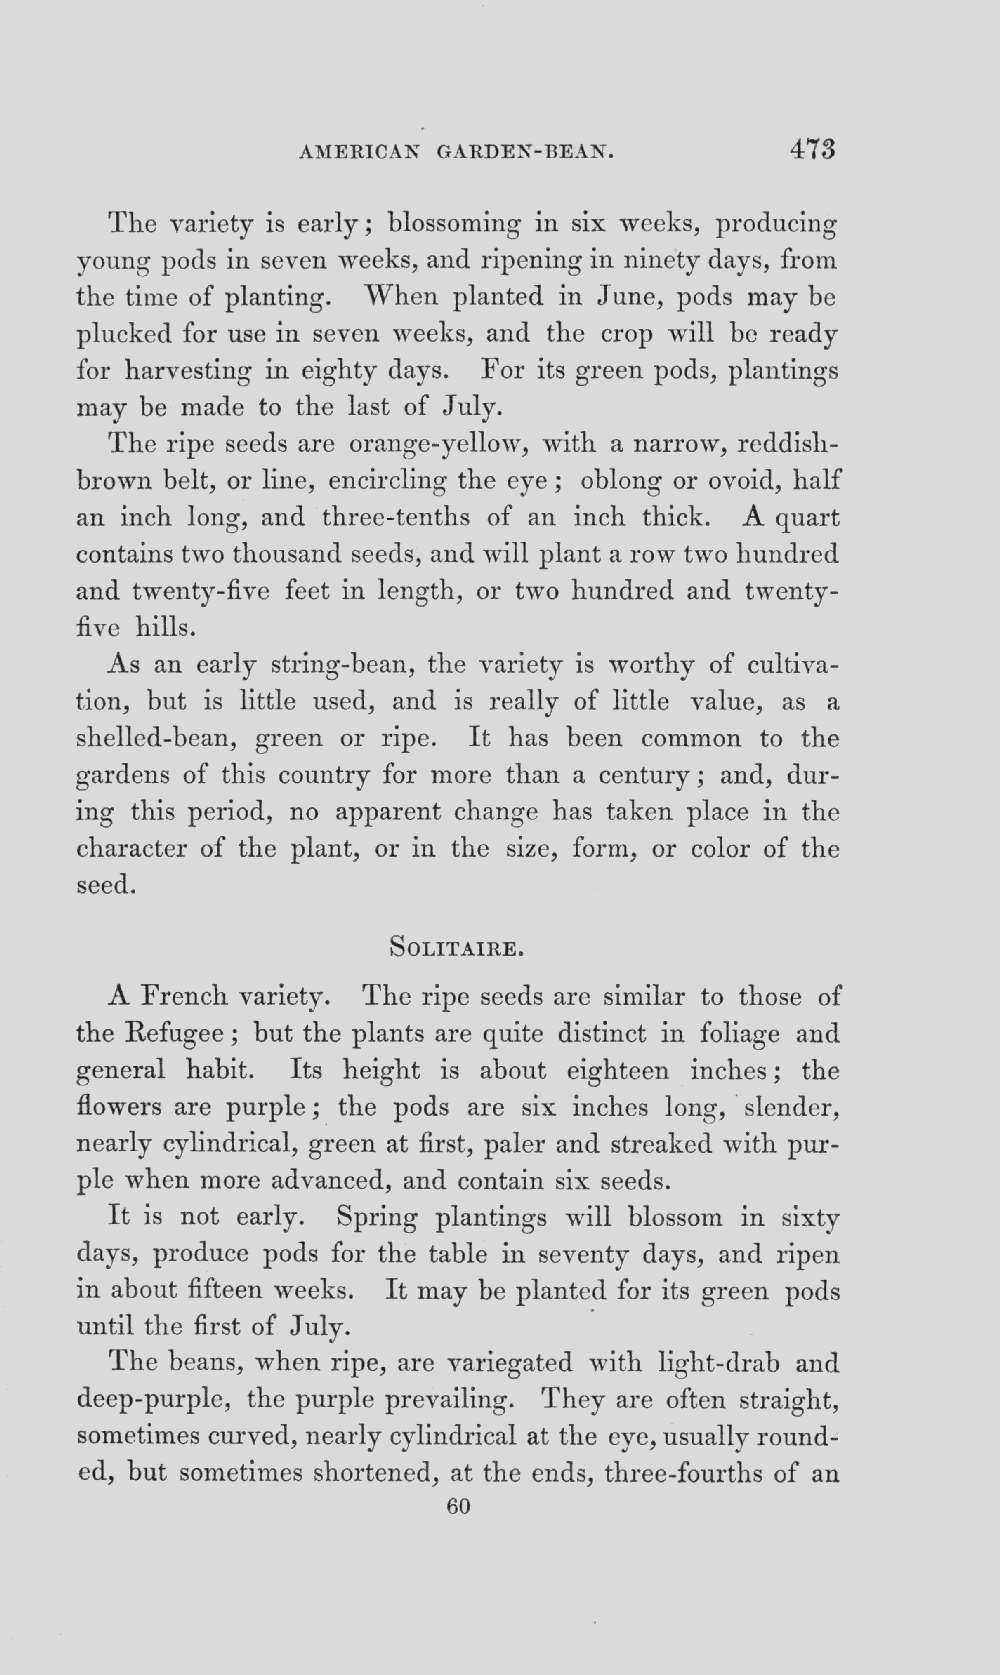 AMERICAN GARDEN-BEAN. 473
The variety is early; blossoming in six weeks, producing
young pods in seven weeks, and ripening in ninety days, from
the time of planting. When planted in June, pods may be
plucked for use in seven weeks, and the crop will be ready
for harvesting in eighty days. For its green pods, plantings
may be made to the last of July.
The ripe seeds are orange-yellow, with a narrow, reddish-
brown belt, or line, encircling the eye; oblong or ovoid, half
an inch long, and three-tenths of an inch thick. A quart
contains two thousand seeds, and will plant a row two hundred
and twenty-five feet in length, or two hundred and twenty-
five hills.
As an early string-bean, the variety is worthy of cultiva-
tion, but is little used, and is really of little value, as a
shelled-bean, green or ripe. It has been common to the
gardens of this country for more than a century; and, dur-
ing this period, no apparent change has taken place in the
character of the plant, or in the size, form, or color of the
seed.
SOLITAIRE.
A French variety. The ripe seeds are similar to those of
the Refugee; but the plants are quite distinct in foliage and
general habit. Its height is about eighteen inches; the
flowers are purple; the pods are six inches long, slender,
nearly cylindrical, green at first, paler and streaked with pur-
ple when more advanced, and contain six seeds.
It is not early. Spring plantings will blossom in sixty
days, produce pods for the table in seventy days, and ripen
in about fifteen weeks. It may be planted for its green pods
until the first of July.
The beans, when ripe, are variegated with light-drab and
deep-purple, the purple prevailing. They are often straight,
sometimes curved, nearly cylindrical at the eye, usually round-
ed, but sometimes shortened, at the ends, three-fourths of an
60